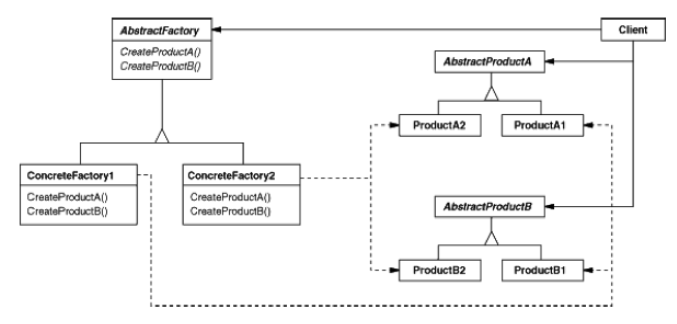 AbstractFactory
CreateProductA()
CreateProductB()
Client
AbstractProductA
ProductA2
ProductA1
ConcreteFactory1
CreateProductA()
CreateProductB()
ConcreteFactory2
CreateProductA()
CreateProductB()
AbstractProductB
ProductB2
ProductB1